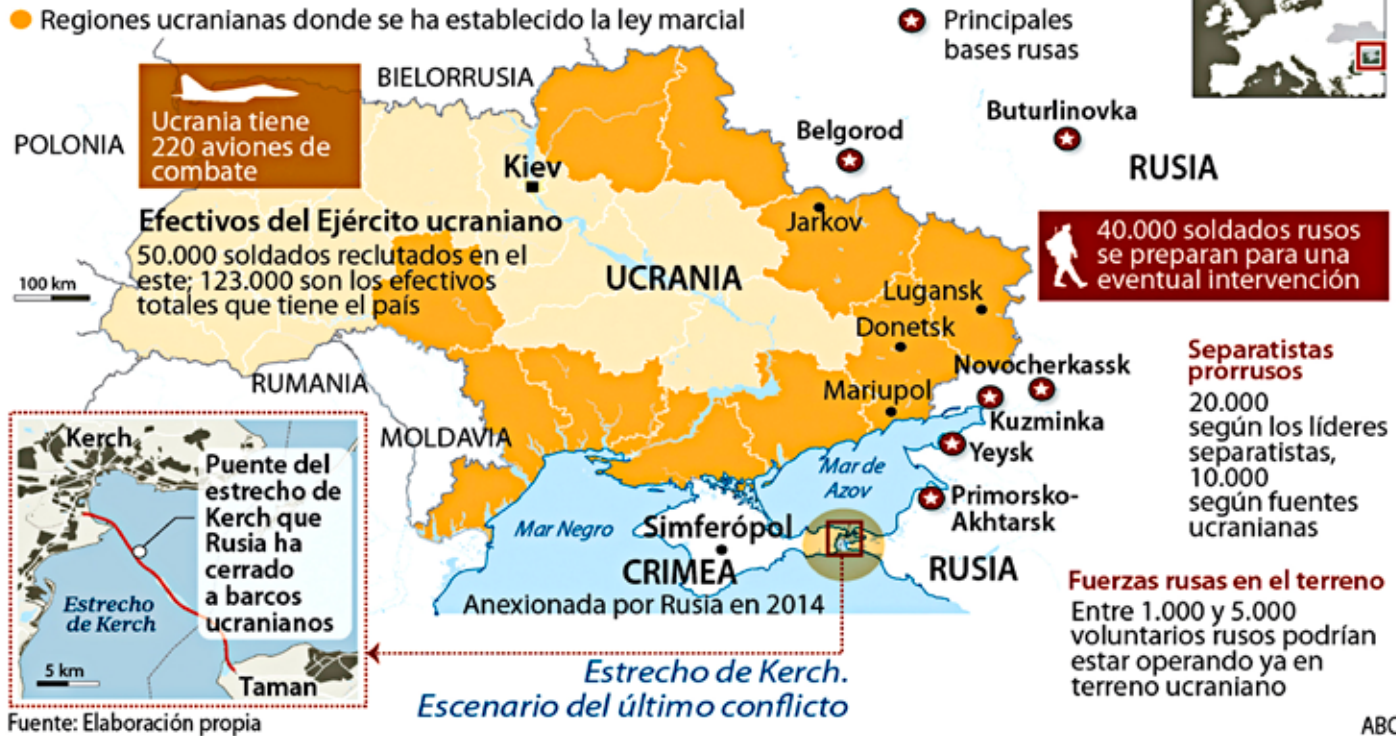 Regiones ucranianas donde se ha establecido la ley marcial
Principales
bases rusas
BIELORRUSIA
POLONIA
Ucrania tiene
220 aviones de
combate
Kiev
Belgorod
Buturlinovka
RUSIA
Efectivos del Ejército ucraniano
50.000 soldados reclutados en el
este; 123.000 son los efectivos
totales que tiene el país
100 km
UCRANIA
Jarkov
40.000 soldados rusos
se preparan para una
eventual intervención
Lugansk
Donetsk
Novocherkassk
Mariupol
Kuzminka
Yeysk
Primorsko-
Akhtarsk
Separatistas
prorrusos
20.000
según los líderes
separatistas,
10.000
según fuentes
ucranianas
RUMANIA
MOLDAVIA
Mar de
Azov
Mar Negro
Simferópol
CRIMEA
Anexionada por Rusia en 2014
RUSIA
Fuerzas rusas en el terreno
Entre 1.000 y 5.000
voluntarios rusos podrían
estar operando ya en
terreno ucraniano
Kerch
Puente del
estrecho de
Kerch que
Rusia ha
cerrado
a barcos
ucranianos
Estrecho
de Kerch
5 km
Taman
Estrecho de Kerch.
Escenario del último conflicto
Fuente: Elaboración propia
ABC